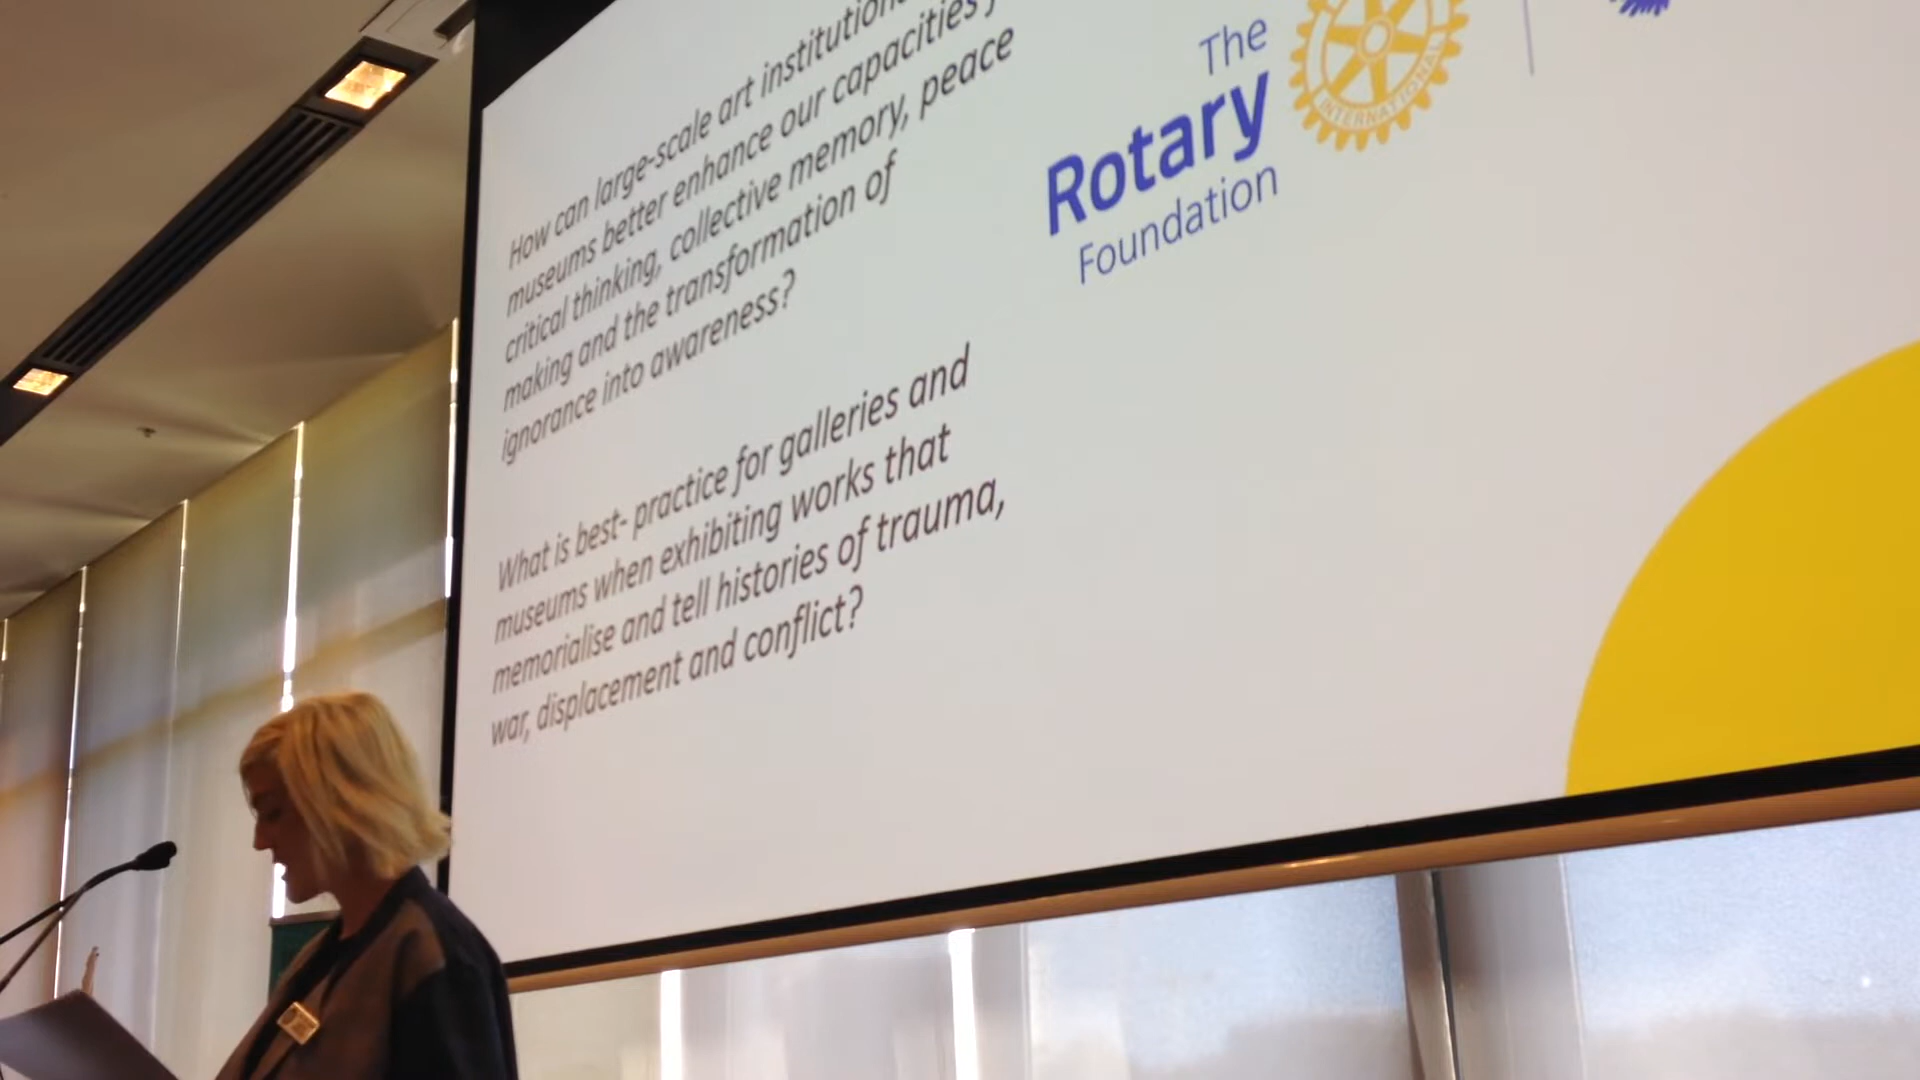 How can large-scale art institution
museums better enhance our capacities
critical thinking, collective memory, peace
making and the transformation of
ignorance into awareness?
What is best- practice for galleries and
museums when exhibiting works that
memorialise and tell histories of trauma,
war, displacement and conflict?
The
Rotary
Foundation
INTERNATIONAL